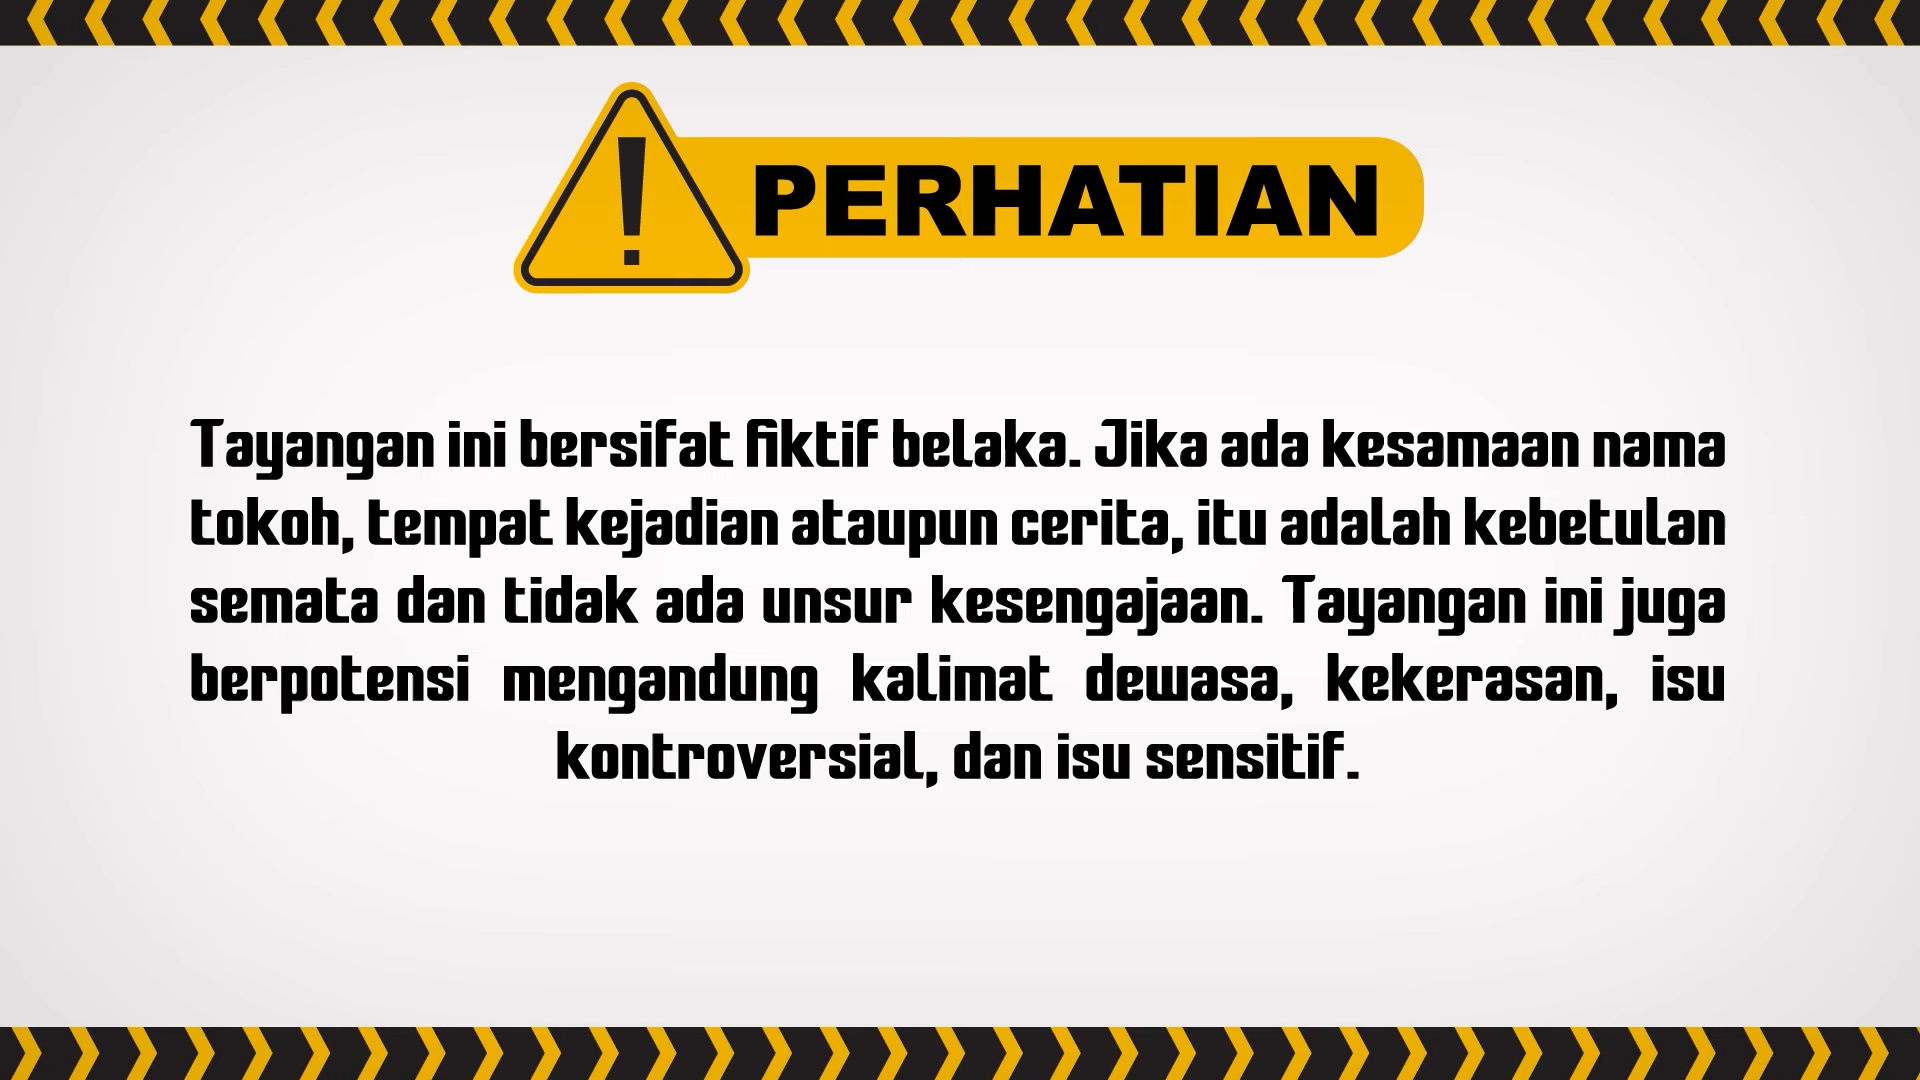 PERHATIAN
Tayangan ini bersifat fiktif belaka. Jika ada kesamaan nama
tokoh, tempat kejadian ataupun cerita, itu adalah kebetulan
semata dan tidak ada unsur kesengajaan. Tayangan ini juga
berpotensi mengandung kalimat dewasa, kekerasan, isu
kontroversial, dan isu sensitif.